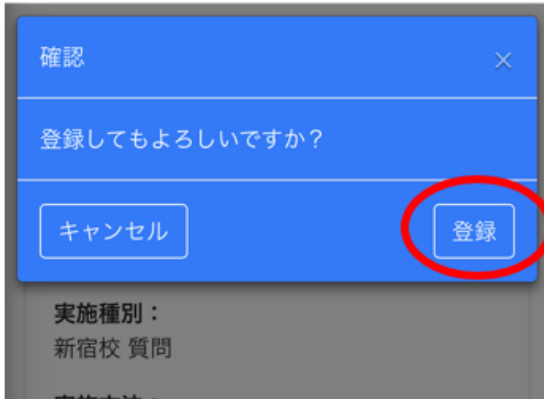 確認
×
登録してもよろしいですか？
キャンセル
登録
実施種別：
新宿校 質問